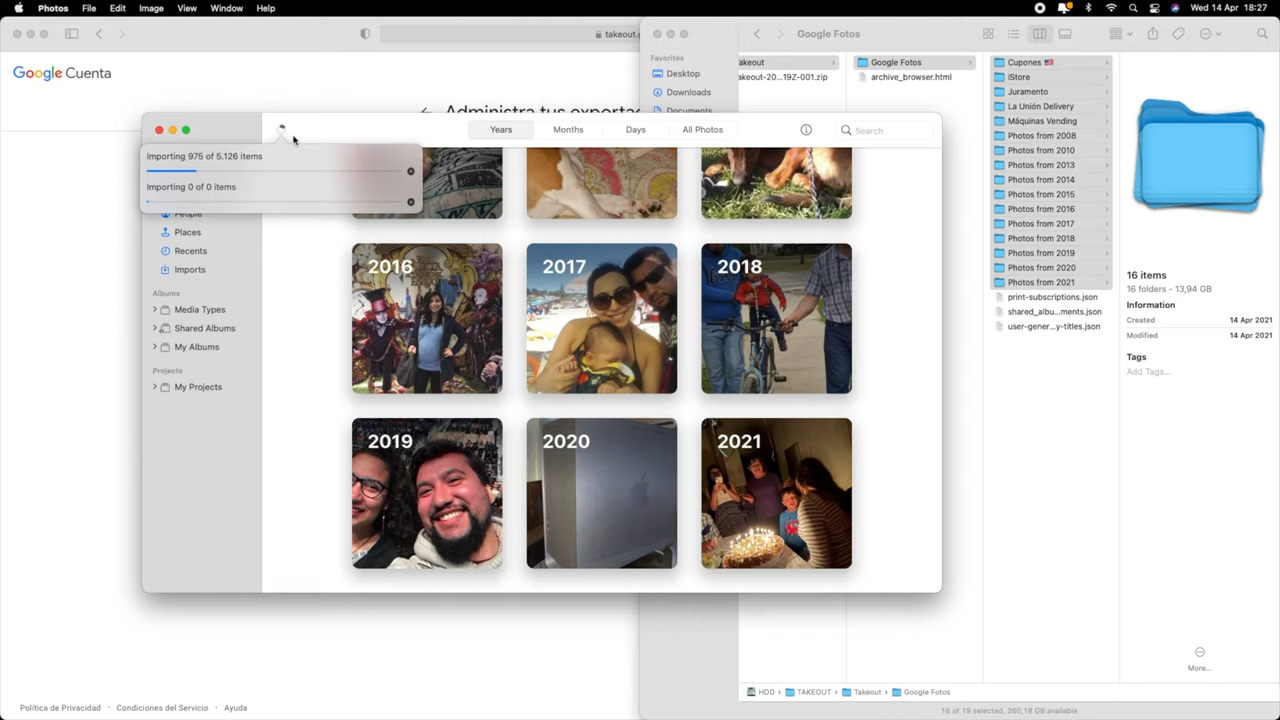 Photos File Edit Image View Window Help
Wed 14 Apr 18:27
takeout.g
Google Fotos
Google Cuenta
Administra tus exporta
Favorites
Desktop
Downloads
Documents
Takeout
akeout-20...19Z-001.zip
Google Fotos
archive_browser.html
Cupones
iStore
Juramento
La Unión Delivery
Máquinas Vending
Photos from 2008
Photos from 2010
Photos from 2013
Photos from 2014
Photos from 2015
Photos from 2016
Photos from 2017
Photos from 2018
Photos from 2019
Photos from 2020
Photos from 2021
print-subscriptions.json
shared_albu...ments.json
user-gener...y-titles.json
16 items
16 folders - 13,94 GB
Information
Created 14 Apr 2021
Modified 14 Apr 2021
Tags
Add Tags...
More...
Years Months Days All Photos
Search
Importing 975 of 5.126 items
Importing 0 of 0 items
People
Places
Recents
Imports
Albums
Media Types
Shared Albums
My Albums
Projects
My Projects
2016 2017 2018
2019 2020 2021
HDD › TAKEOUT › Takeout › Google Fotos
16 of 19 selected, 260,18 GB available
Política de Privacidad · Condiciones del Servicio · Ayuda